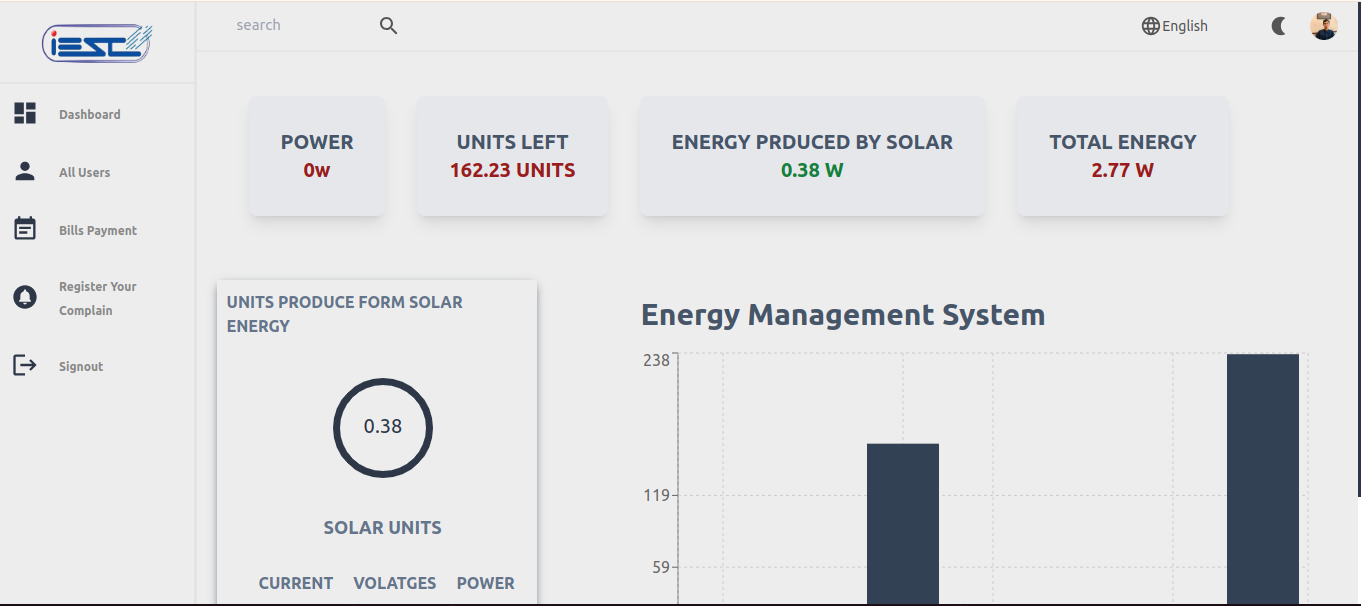 iESC
search
English
Dashboard
All Users
Bills Payment
Register Your
Complain
Signout
POWER
0w
UNITS LEFT
162.23 UNITS
ENERGY PRDUCED BY SOLAR
0.38 W
TOTAL ENERGY
2.77 W
UNITS PRODUCE FORM SOLAR
ENERGY
0.38
SOLAR UNITS
CURRENT VOLATGES POWER
Energy Management System
238
119
59